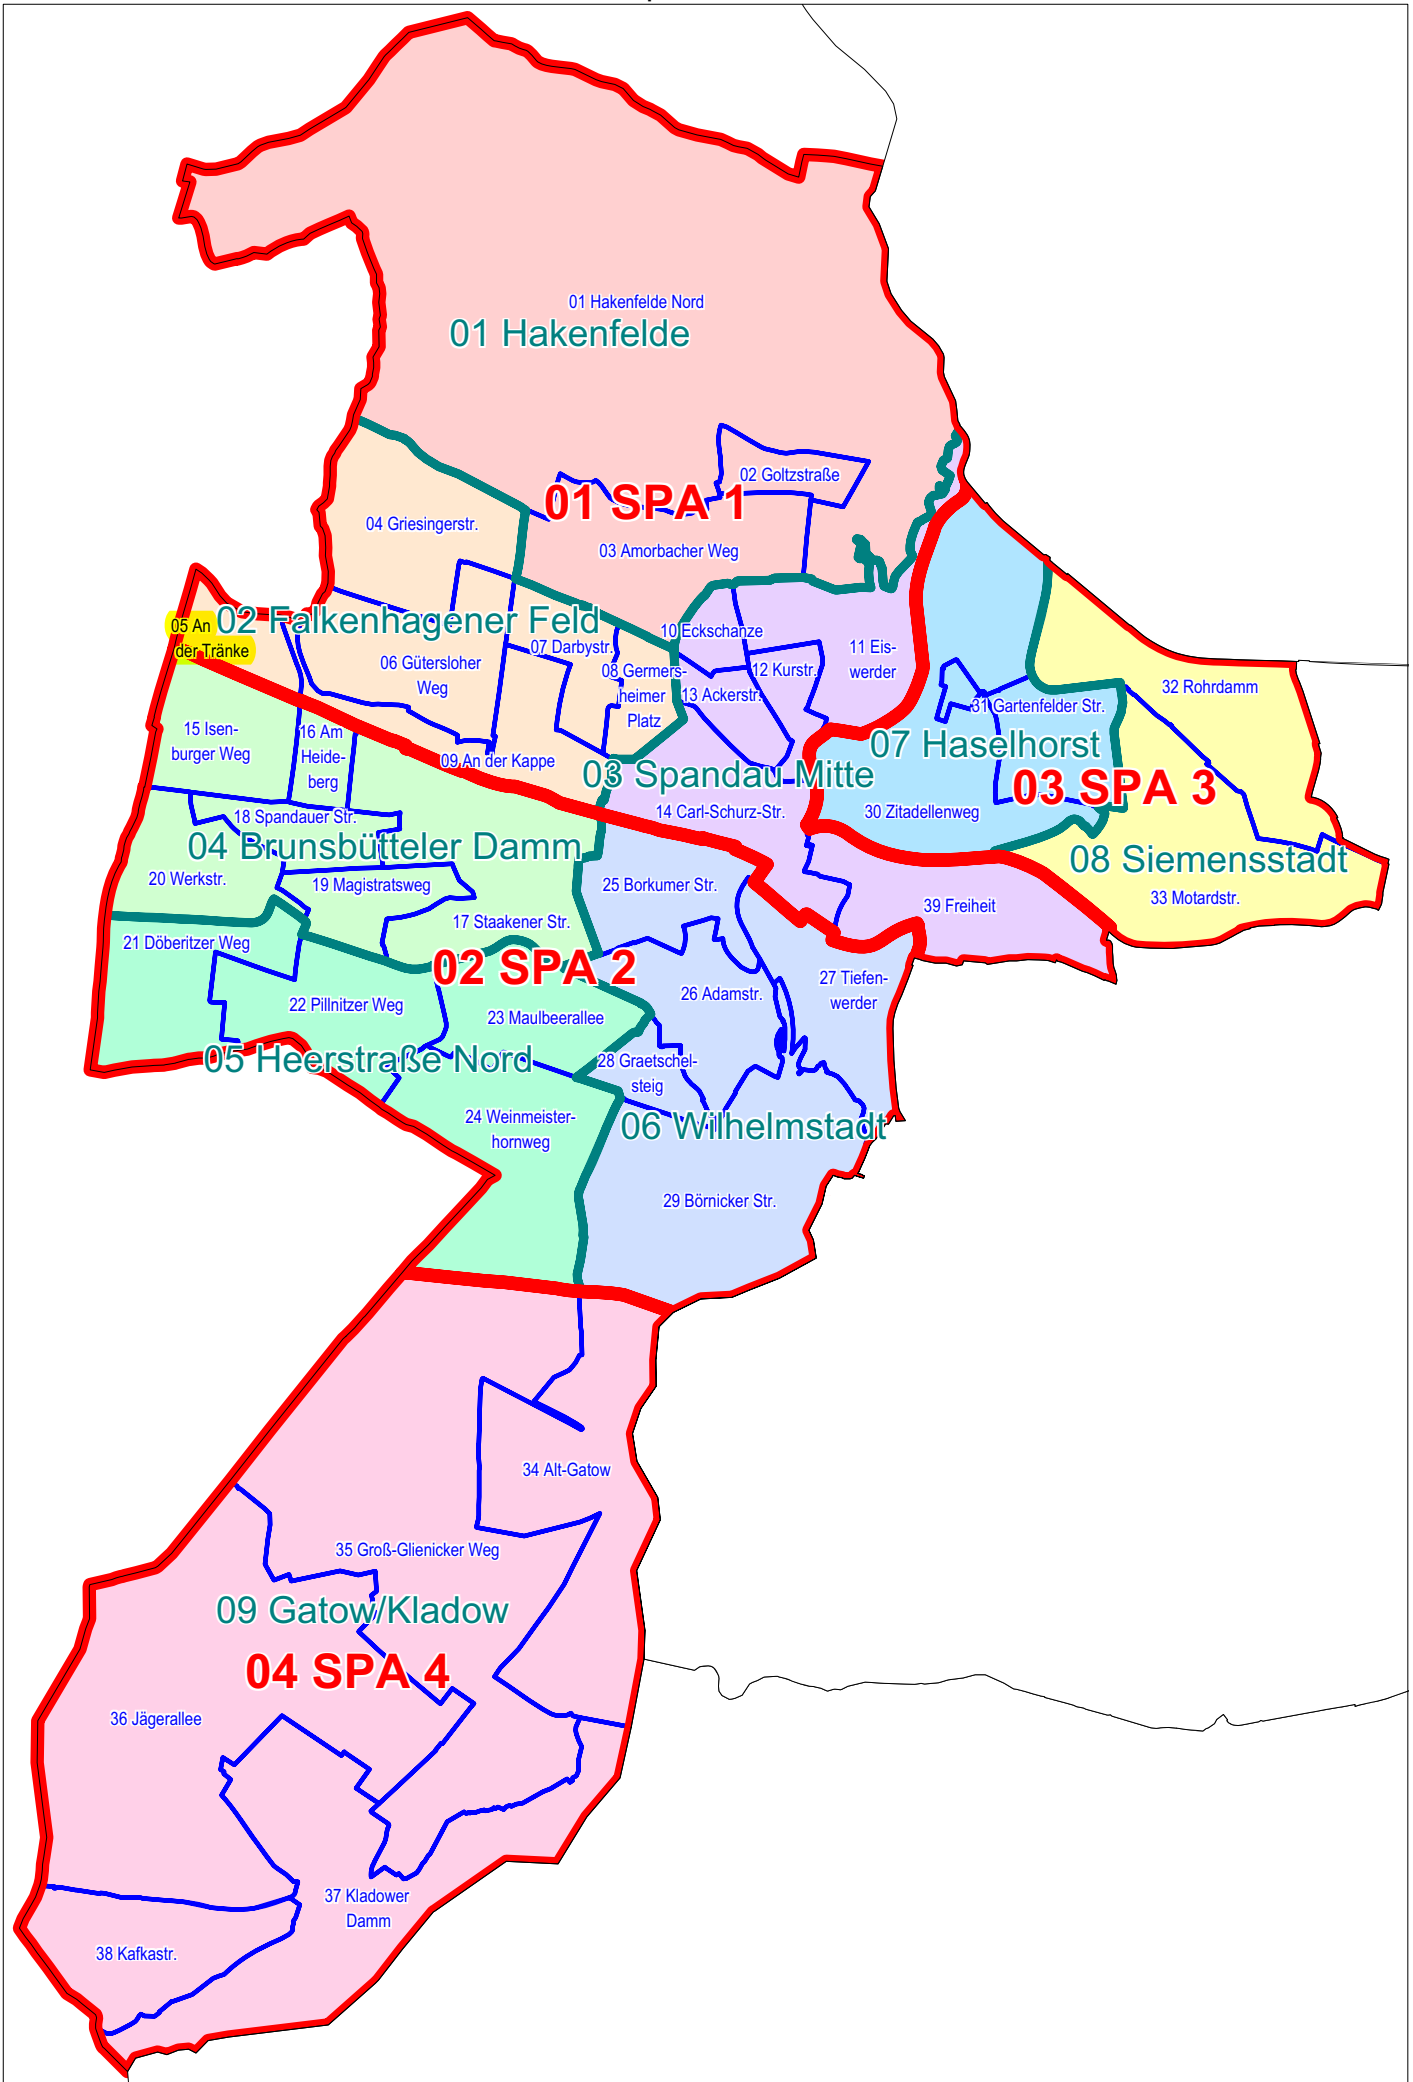 01 Hakenfelde Nord
01 Hakenfelde
02 Goltzstraße
01 SPA 1
04 Griesingerstr.
03 Amorbacher Weg
05 An
der Tränke
02 Falkenhagener Feld
10 Eckschanze
07 Darbystr.
06 Gütersloher
Weg
08 Germers-
heimer
Platz
11 Eis-
werder
12 Kurstr.
13 Ackerstr.
32 Rohrdamm
31 Gartenfelder Str.
15 Isen-
burger Weg
16 Am
Heide-
berg
09 An der Kappe
07 Haselhorst
03 Spandau Mitte
03 SPA 3
14 Carl-Schurz-Str.
30 Zitadellenweg
18 Spandauer Str.
04 Brunsbütteler Damm
08 Siemensstadt
20 Werkstr.
19 Magistratsweg
25 Borkumer Str.
33 Motardstr.
39 Freiheit
17 Staakener Str.
21 Döberitzer Weg
02 SPA 2
27 Tiefen-
werder
26 Adamstr.
22 Pillnitzer Weg
23 Maulbeerallee
05 Heerstraße Nord
28 Graetschel-
steig
24 Weinmeister-
hornweg
06 Wilhelmstadt
29 Börnicker Str.
34 Alt-Gatow
35 Groß-Glienicker Weg
09 Gatow/Kladow
04 SPA 4
36 Jägerallee
37 Kladower
Damm
38 Kafkastr.